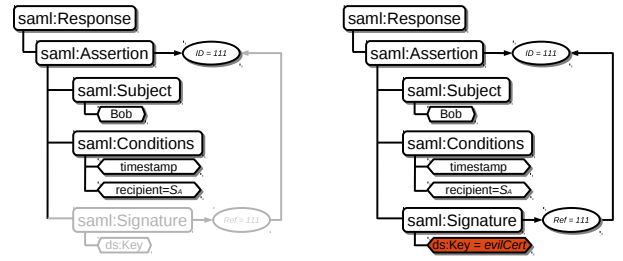 saml:Response
saml:Assertion
ID = 111
saml:Subject
Bob
saml:Conditions
timestamp
recipient=SA
saml:Signature
Ref = 111
ds:Key
saml:Response
saml:Assertion
ID = 111
saml:Subject
Bob
saml:Conditions
timestamp
recipient=SA
saml:Signature
Ref = 111
ds:Key = evilCert